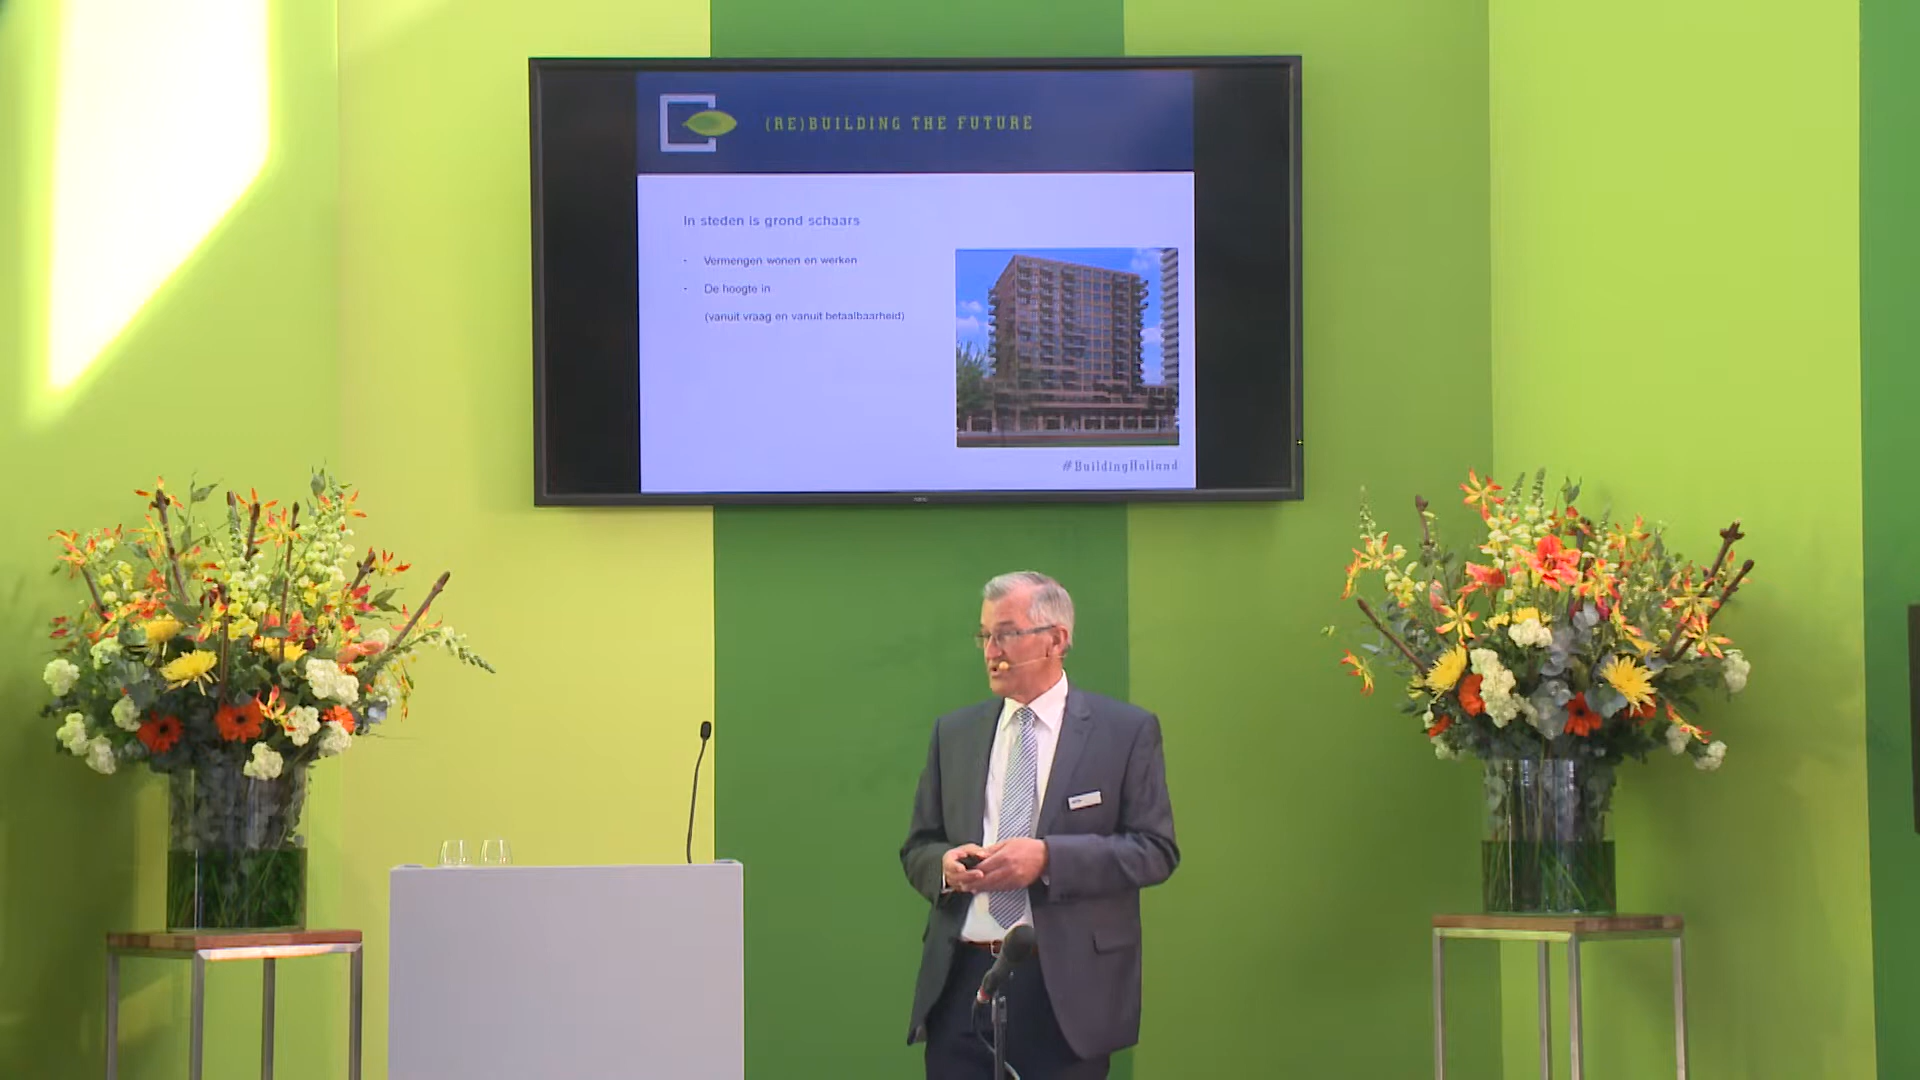 (RE)BUILDING THE FUTURE
In steden is grond schaars
- Vermengen wonen en werken
- De hoogte in
(vanuit vraag en vanuit betaalbaarheid)
#BuildingHolland